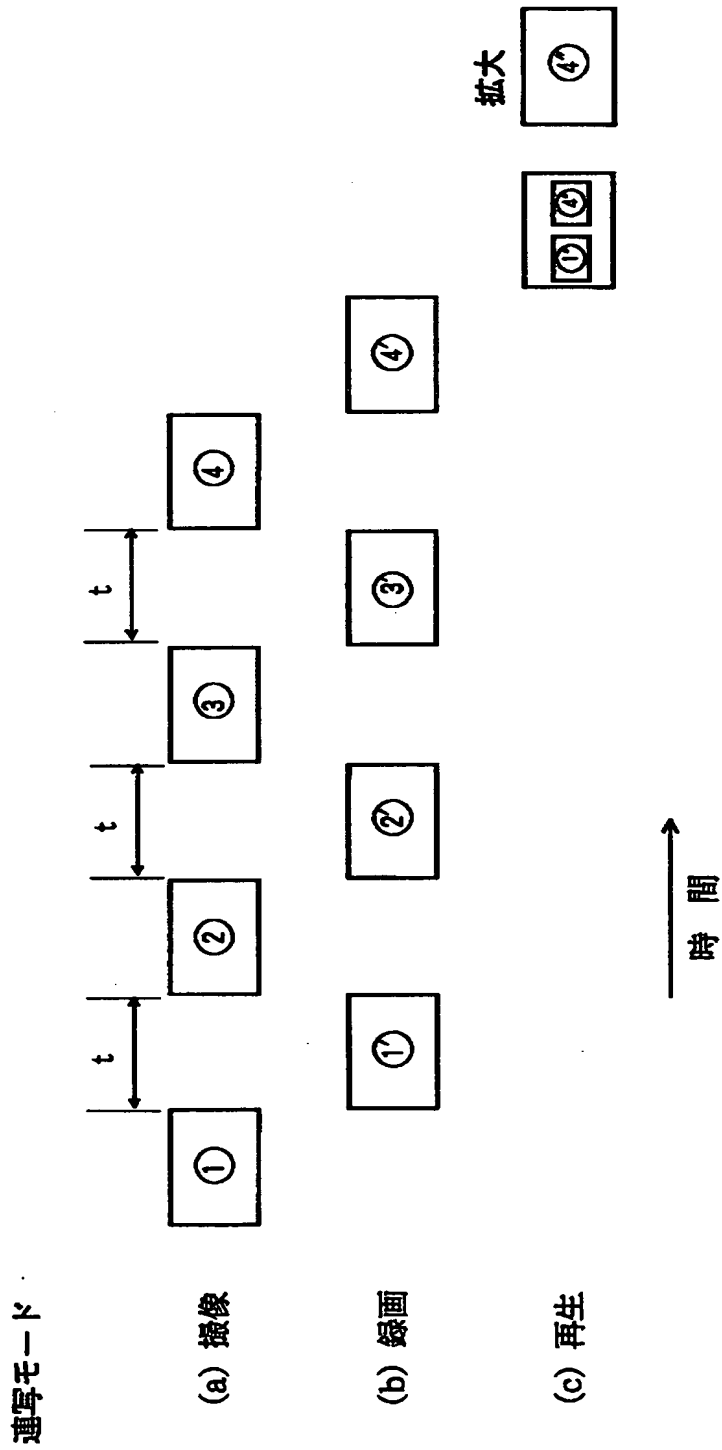 連写モード
t t t
(a) 撮像 ① ② ③ ④
(b) 録画 1' 2' 3' 4'
拡大
(c) 再生 1' 4' 4"
時 間